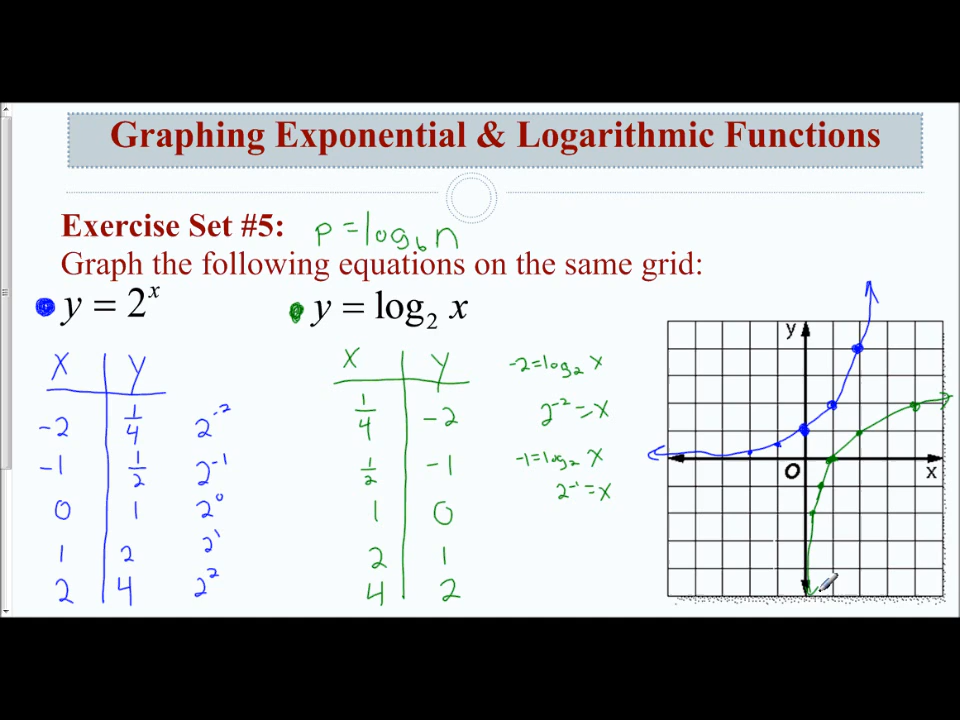 Graphing Exponential & Logarithmic Functions
Exercise Set #5: p = log_b n
Graph the following equations on the same grid:
y = 2^x y = log₂ x
x | y x | y -2 = log₂ x
-2 | 1/4 2^-2 1/4 | -2 2^-2 = x
-1 | 1/2 2^-1 1/2 | -1 -1 = log₂ x
2^-1 = x
0 | 1 2^0 1 | 0
1 | 2 2^1 2 | 1
2 | 4 2^2 4 | 2
y
O x